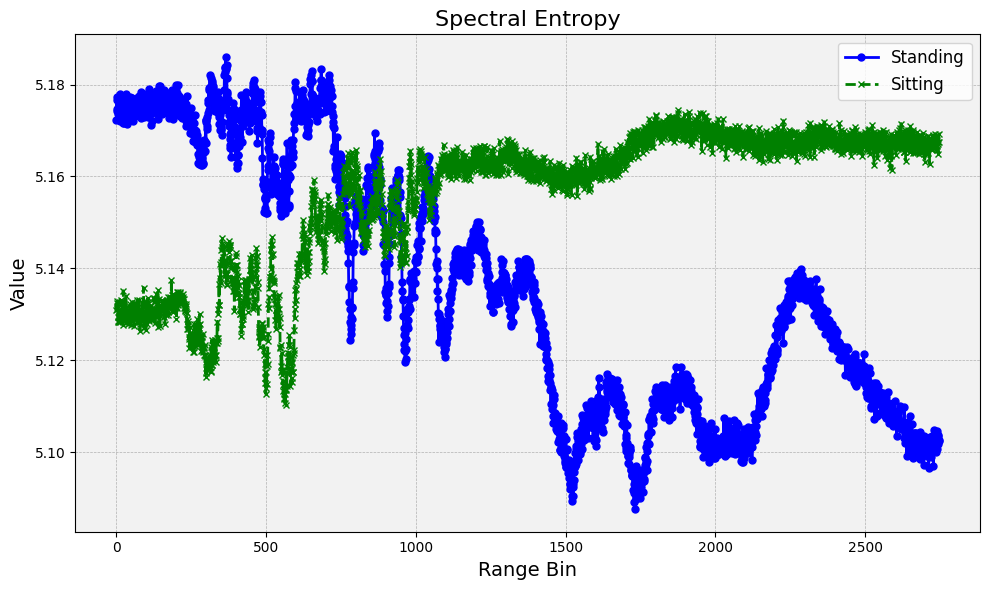 Spectral Entropy
Standing
Sitting
Value
5.18
5.16
5.14
5.12
5.10
0 500 1000 1500 2000 2500
Range Bin